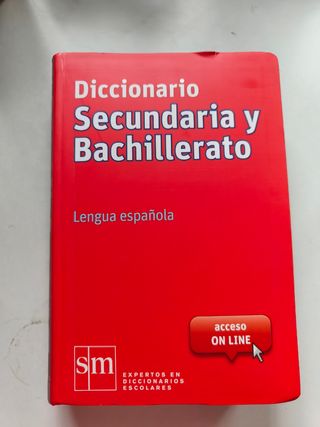 Diccionario
Secundaria y
Bachillerato
Lengua española
acceso
ON LINE
sm
EXPERTOS EN
DICCIONARIOS
ESCOLARES